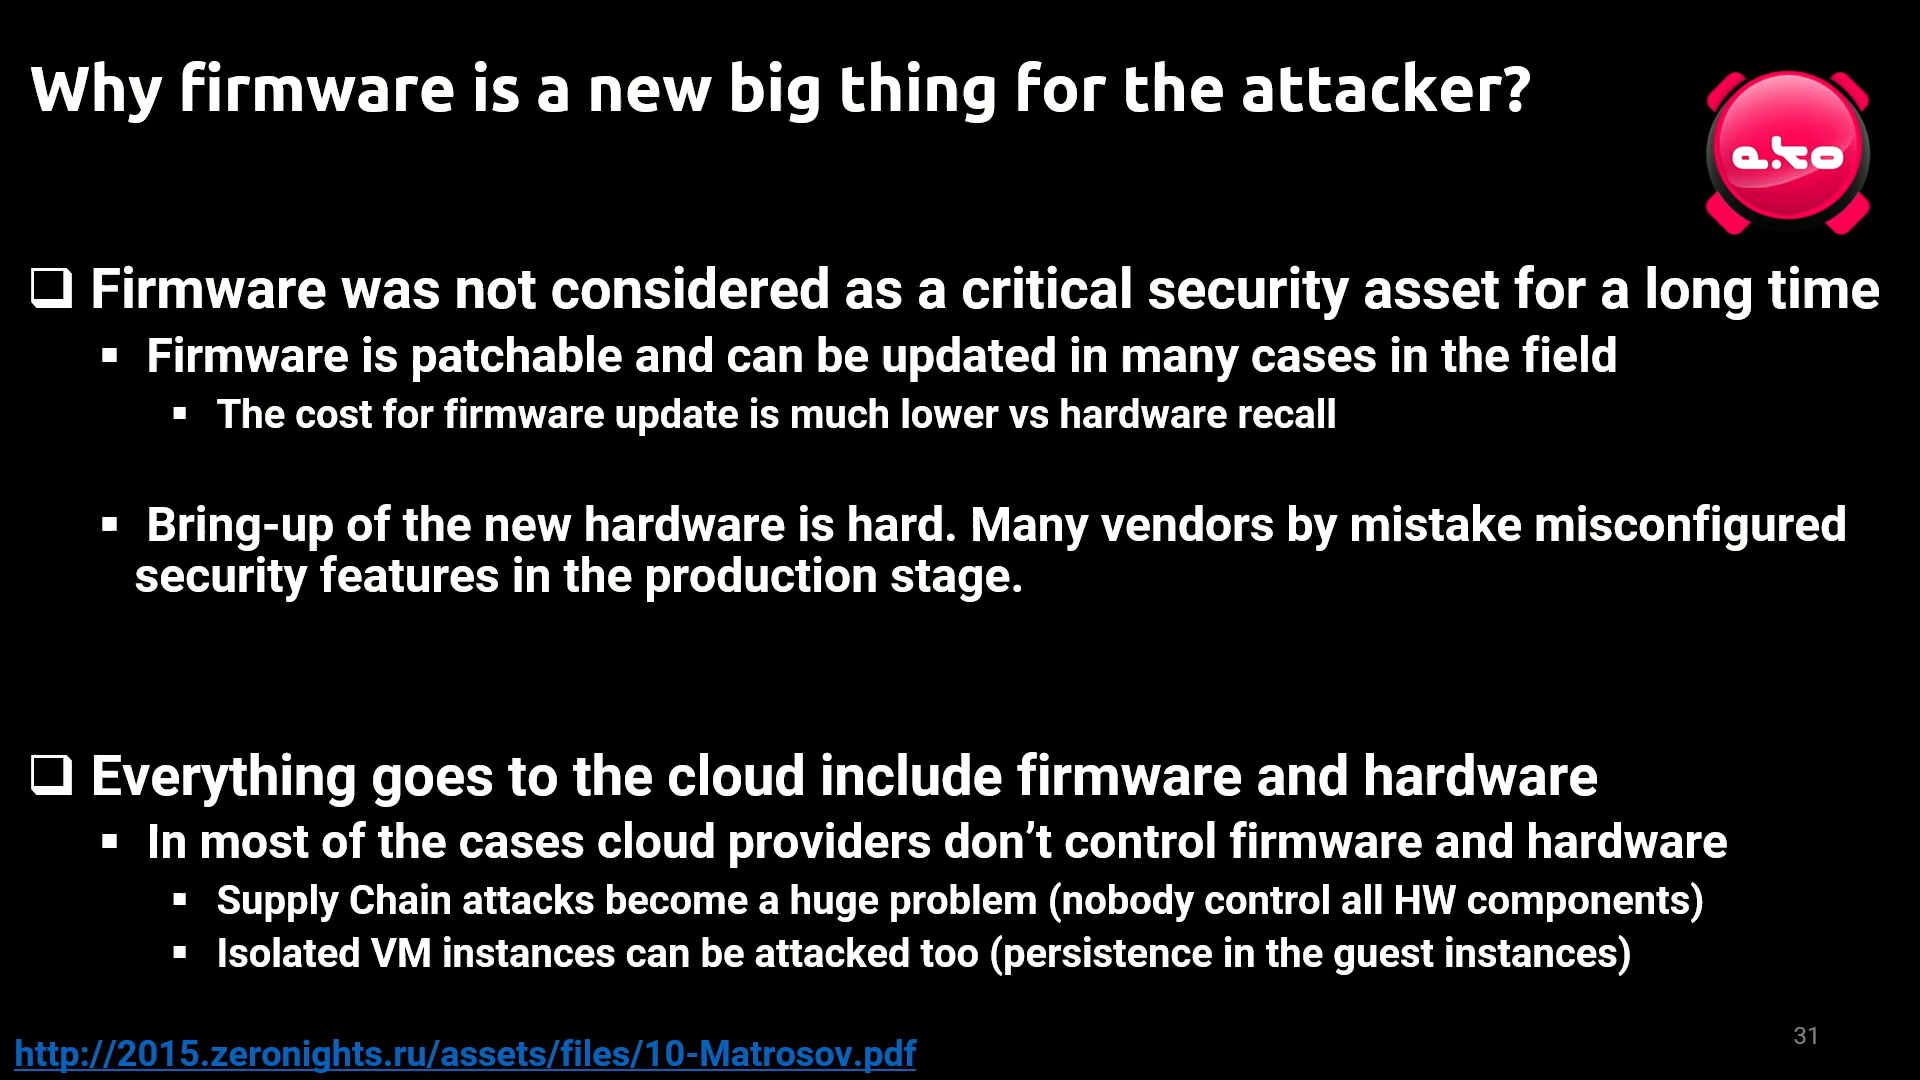 Why firmware is a new big thing for the attacker?
eko
Firmware was not considered as a critical security asset for a long time
Firmware is patchable and can be updated in many cases in the field
The cost for firmware update is much lower vs hardware recall
Bring-up of the new hardware is hard. Many vendors by mistake misconfigured
security features in the production stage.
Everything goes to the cloud include firmware and hardware
In most of the cases cloud providers don’t control firmware and hardware
Supply Chain attacks become a huge problem (nobody control all HW components)
Isolated VM instances can be attacked too (persistence in the guest instances)
31
http://2015.zeronights.ru/assets/files/10-Matrosov.pdf